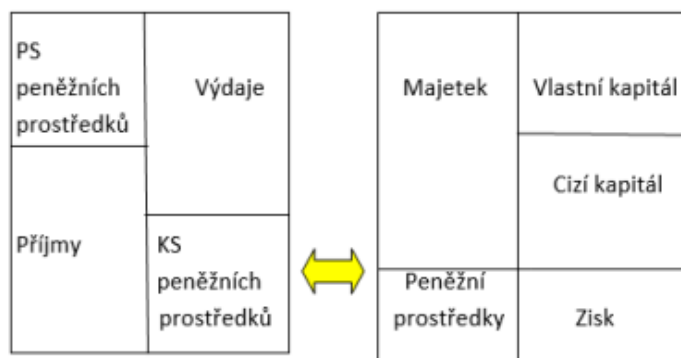 PS
peněžních
prostředků
Výdaje
Příjmy
KS
peněžních
prostředků
Majetek
Vlastní kapitál
Cizí kapitál
Peněžní
prostředky
Zisk